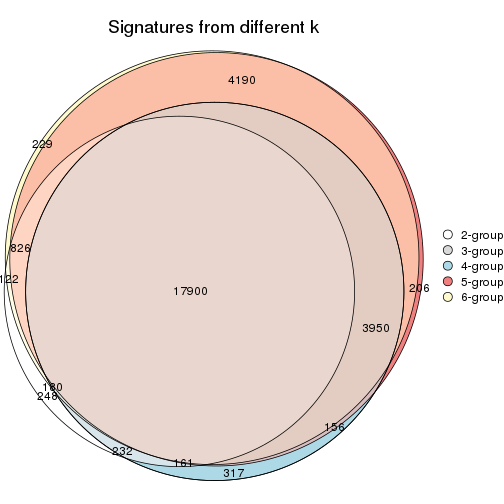 Signatures from different k
4190
229
826
122
17900
206
3950
180
248
156
232
161
317
2-group
3-group
4-group
5-group
6-group